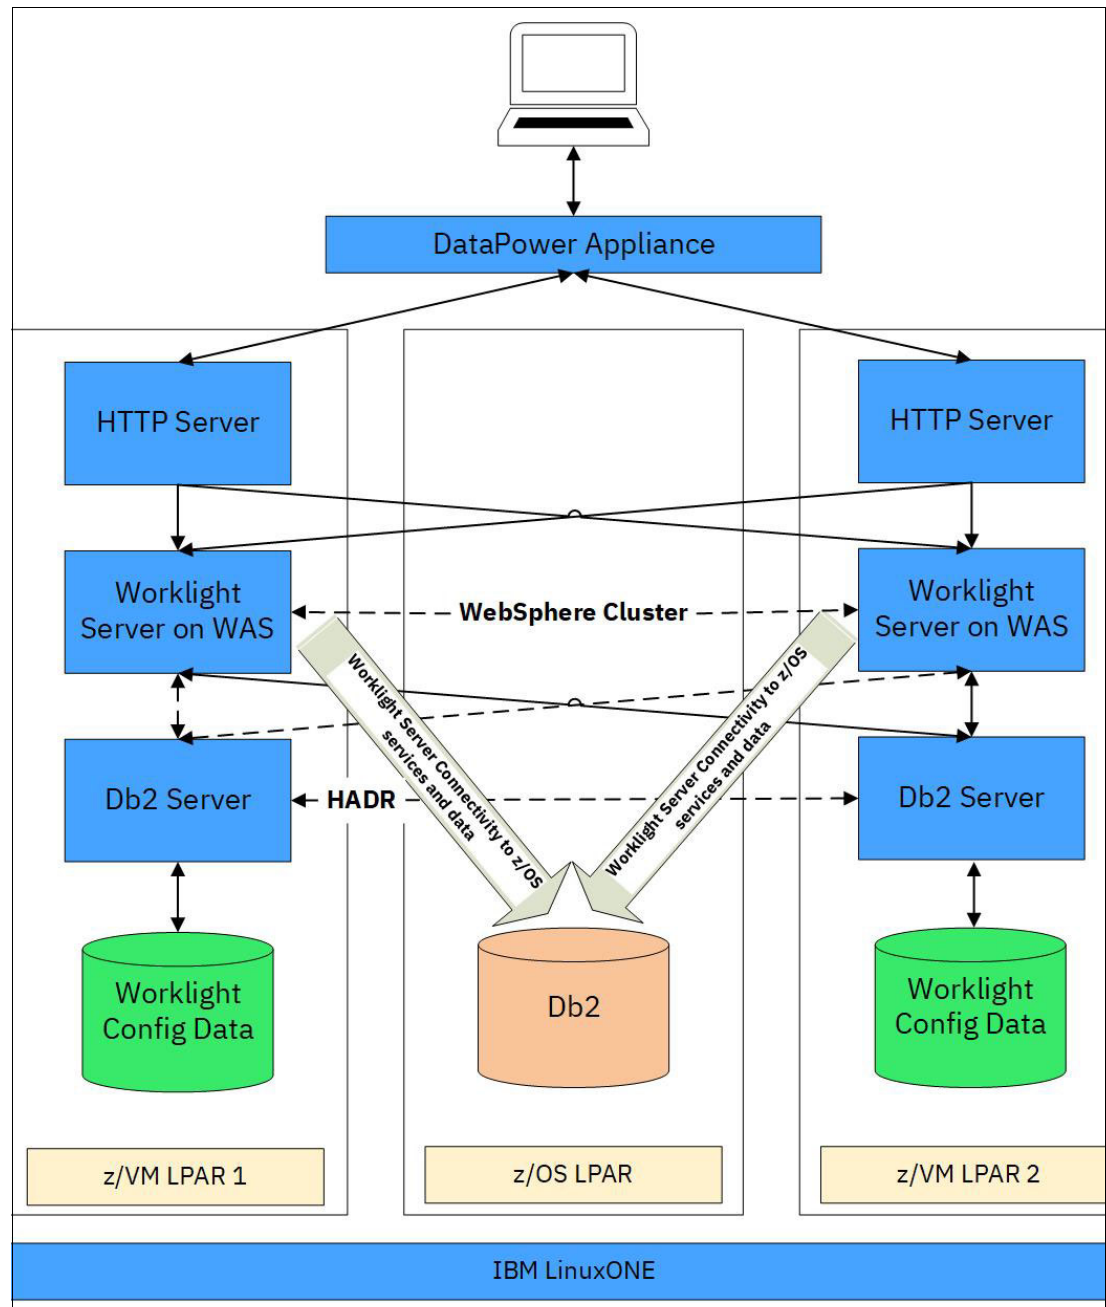 DataPower Appliance
HTTP Server
HTTP Server
Worklight
Server on WAS
WebSphere Cluster
Worklight
Server on WAS
Worklight Server Connectivity to z/OS
services and data
Worklight Server Connectivity to z/OS
services and data
Db2 Server
HADR
Db2 Server
Worklight
Config Data
Db2
Worklight
Config Data
z/VM LPAR 1
z/OS LPAR
z/VM LPAR 2
IBM LinuxONE